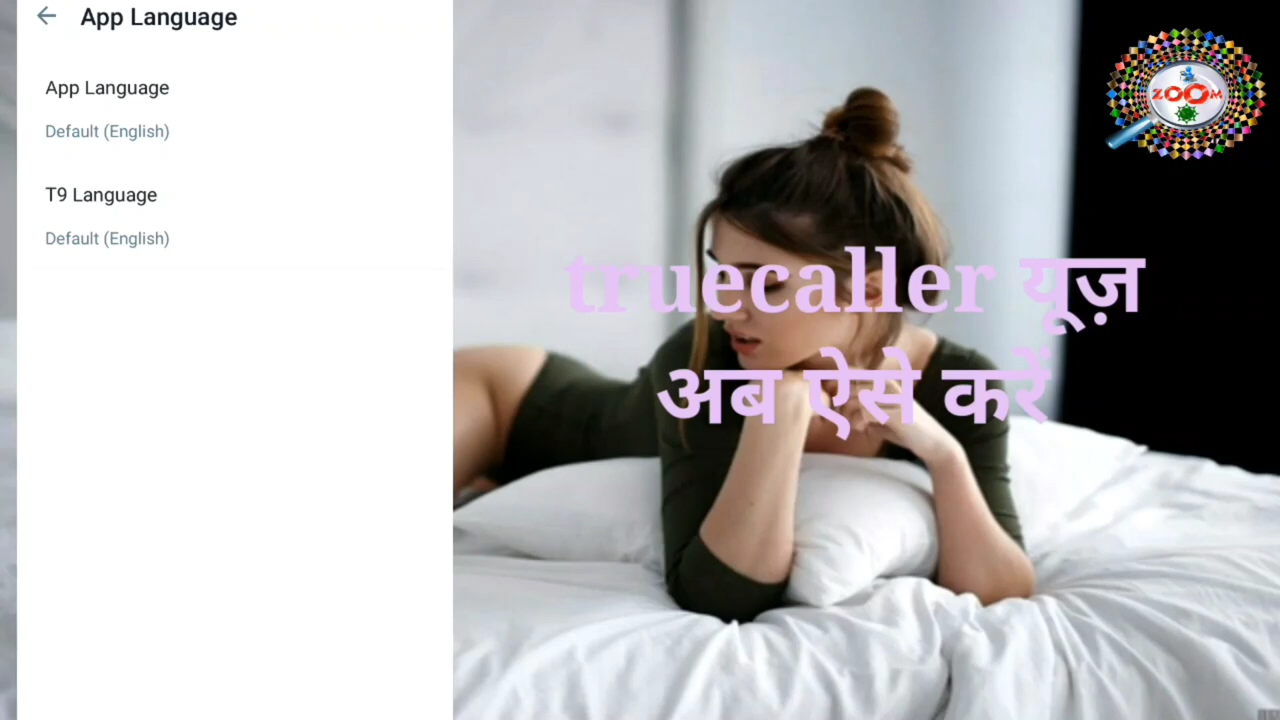 App Language
App Language
Default (English)
T9 Language
Default (English)
ZOOM
truecaller यूज़
अब ऐसे करें